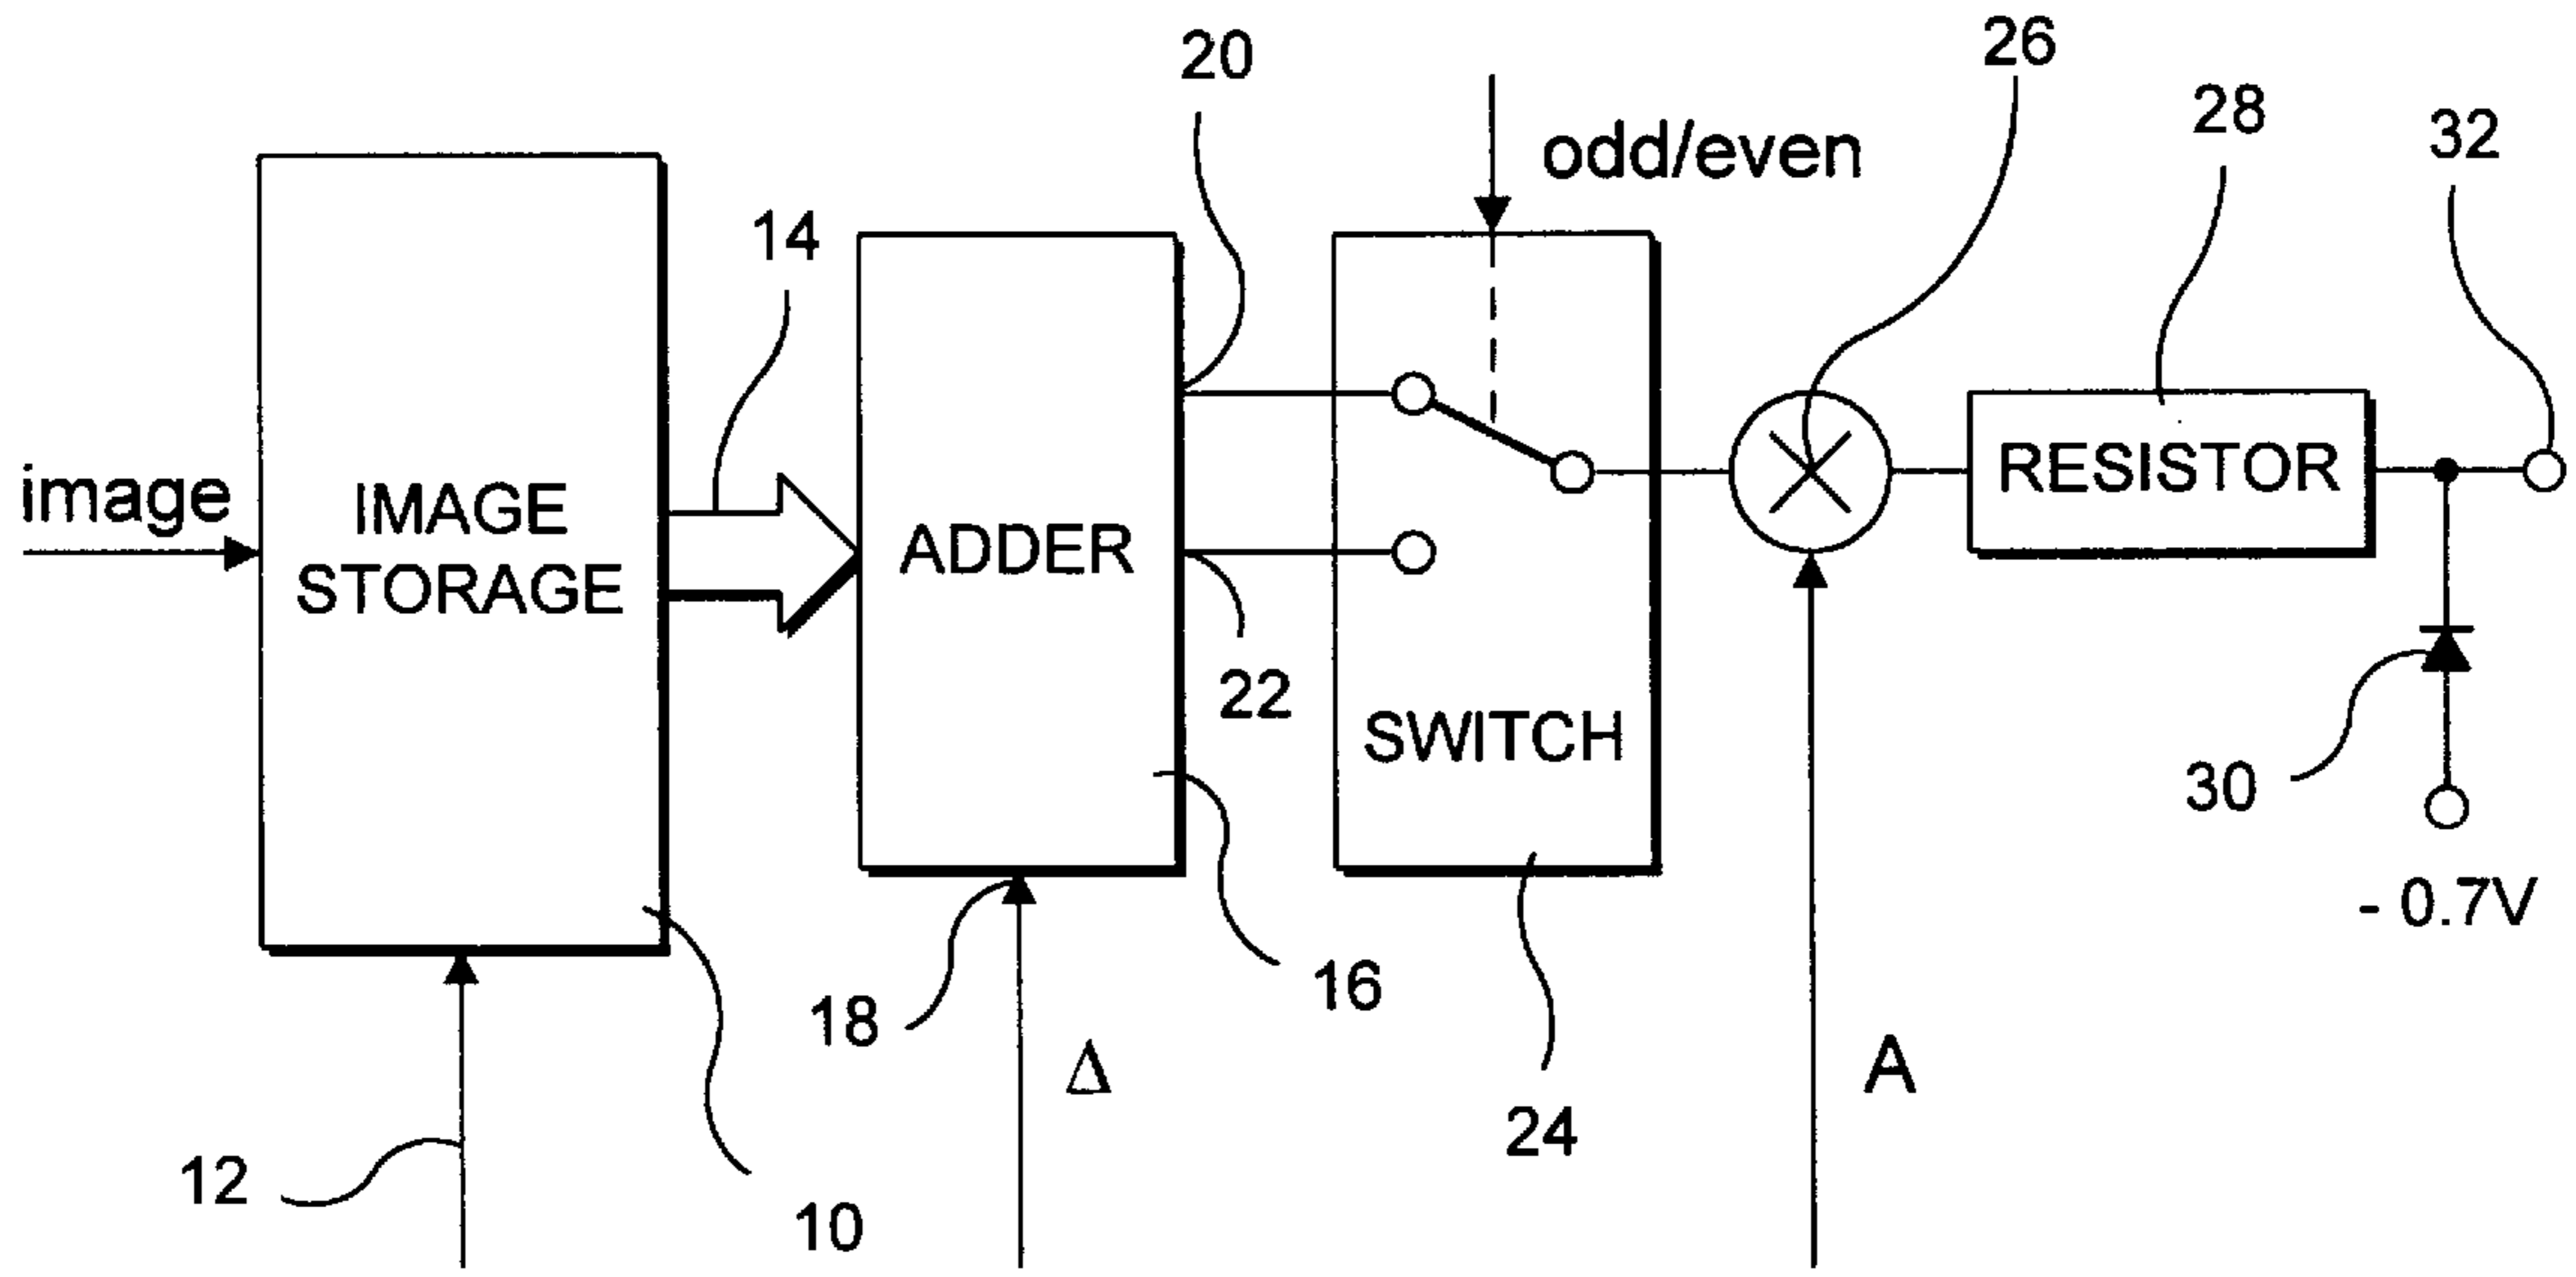 20
26
odd/even
28
32
14
image
IMAGE
STORAGE
ADDER
RESISTOR
22
SWITCH
30
- 0.7V
18
16
Δ
A
24
12
10